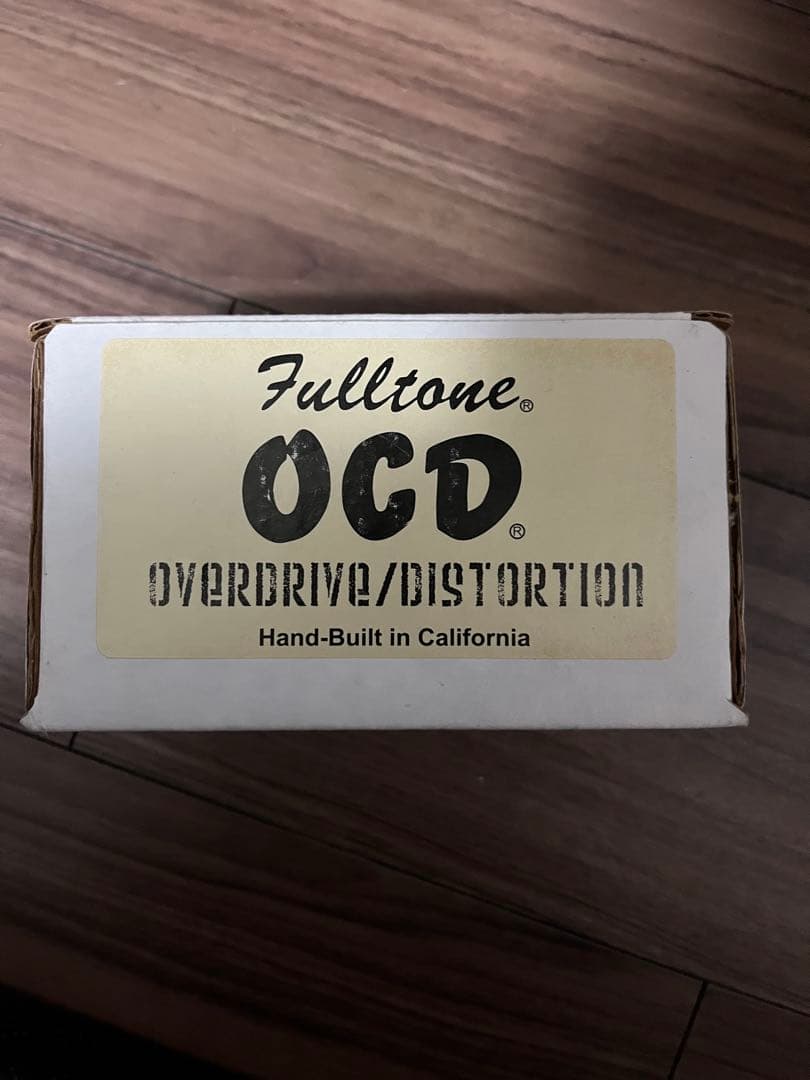 Fulltone®
OCD®
OVERDRIVE/DISTORTION
Hand-Built in California